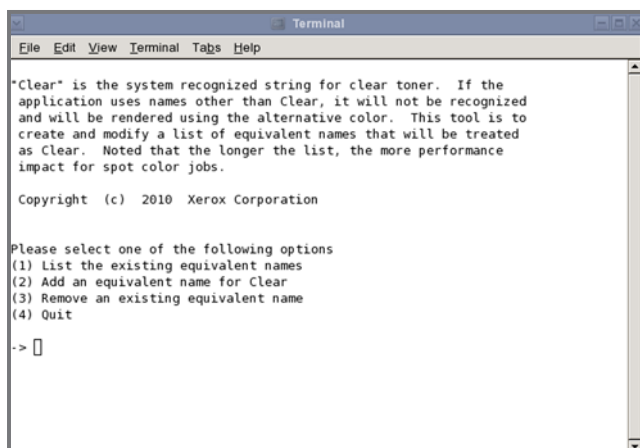 Terminal
File Edit View Terminal Tabs Help
"Clear" is the system recognized string for clear toner. If the
application uses names other than Clear, it will not be recognized
and will be rendered using the alternative color. This tool is to
create and modify a list of equivalent names that will be treated
as Clear. Noted that the longer the list, the more performance
impact for spot color jobs.
Copyright (c) 2010 Xerox Corporation
Please select one of the following options
(1) List the existing equivalent names
(2) Add an equivalent name for Clear
(3) Remove an existing equivalent name
(4) Quit
->